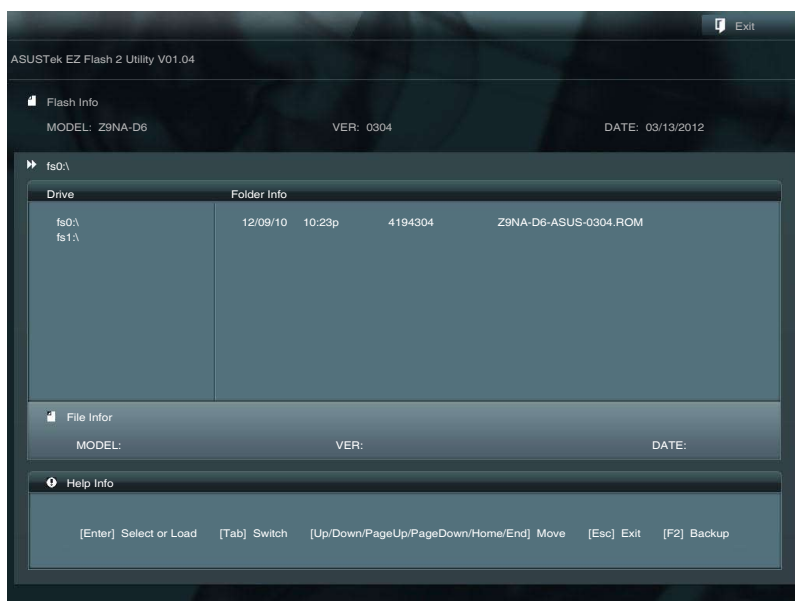 Exit
ASUSTek EZ Flash 2 Utility V01.04
Flash Info
MODEL: Z9NA-D6 VER: 0304 DATE: 03/13/2012
fs0:\
Drive Folder Info
fs0:\ 12/09/10 10:23p 4194304 Z9NA-D6-ASUS-0304.ROM
fs1:\
File Infor
MODEL: VER: DATE:
Help Info
[Enter] Select or Load [Tab] Switch [Up/Down/PageUp/PageDown/Home/End] Move [Esc] Exit [F2] Backup